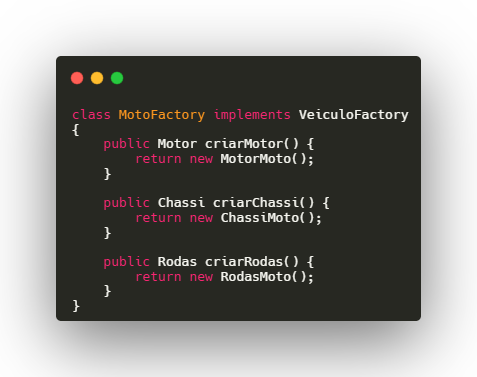 class MotoFactory implements VeiculoFactory
{
    public Motor criarMotor() {
        return new MotorMoto();
    }

    public Chassi criarChassi() {
        return new ChassiMoto();
    }

    public Rodas criarRodas() {
        return new RodasMoto();
    }
}